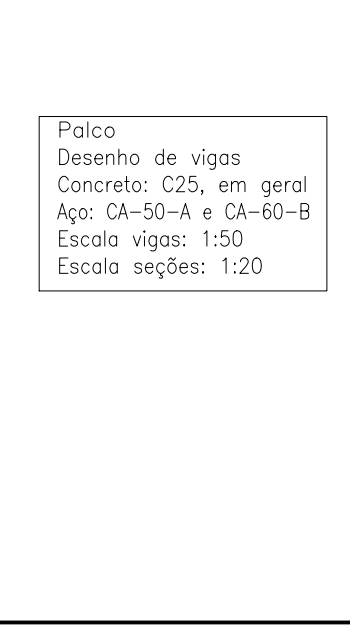 Palco
Desenho de vigas
Concreto: C25, em geral
Aço: CA-50-A e CA-60-B
Escala vigas: 1:50
Escala seções: 1:20